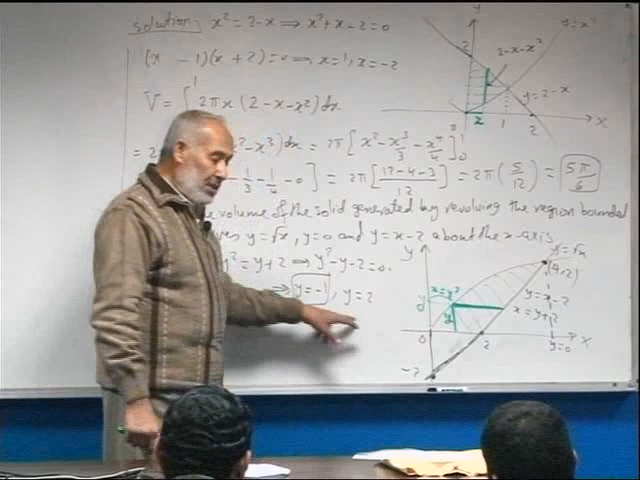 solution: x² = 2-x ⇒ x²+x-2=0
(x -1)(x+2)=0 ⇒ x=1, x=-2
V = ∫₀¹ 2πx (2-x-x²)dx
= 2 ² - x³)dx = 2π[x² - x³/3 - x⁴/4]₀¹
- 1/3 - 1/4 - 0] = 2π[(12-4-3)/12] = 2π(5/12) = 5π/6
e volume of the solid generated by revolving the region bounded
ves y=√x, y=0 and y=x-2 about the x-axis
y² = y+2 ⇒ y²-y-2=0
⇒ y=-1, y=2
y
y=x²
2
2-x-x²
y=2-x
x
1
2
x
y
y=√x
(4,2)
x=y²
y=x-2
x=y+2
y
y
0
2
y=0
x
-2